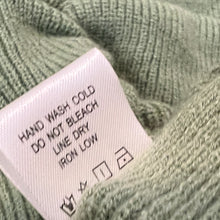 HAND WASH COLD
DO NOT BLEACH
LINE DRY
IRON LOW